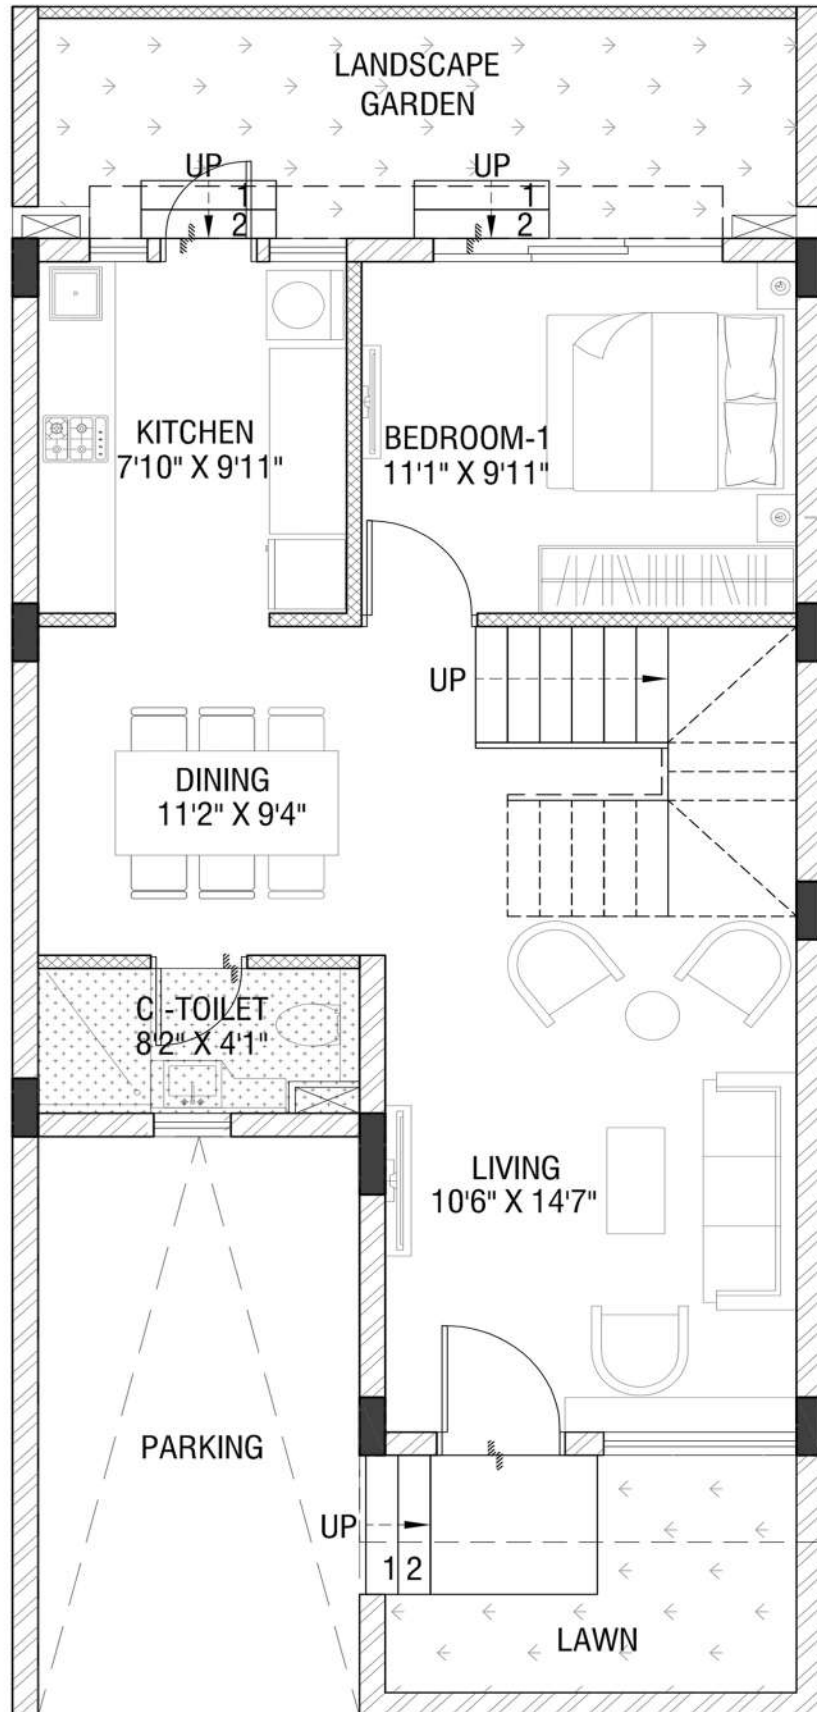 LANDSCAPE
GARDEN
UP
1
2
UP
1
2
KITCHEN
7'10" X 9'11"
BEDROOM-1
11'1" X 9'11"
UP
DINING
11'2" X 9'4"
C -TOILET
8'2" X 4'1"
LIVING
10'6" X 14'7"
PARKING
UP
1 2
LAWN